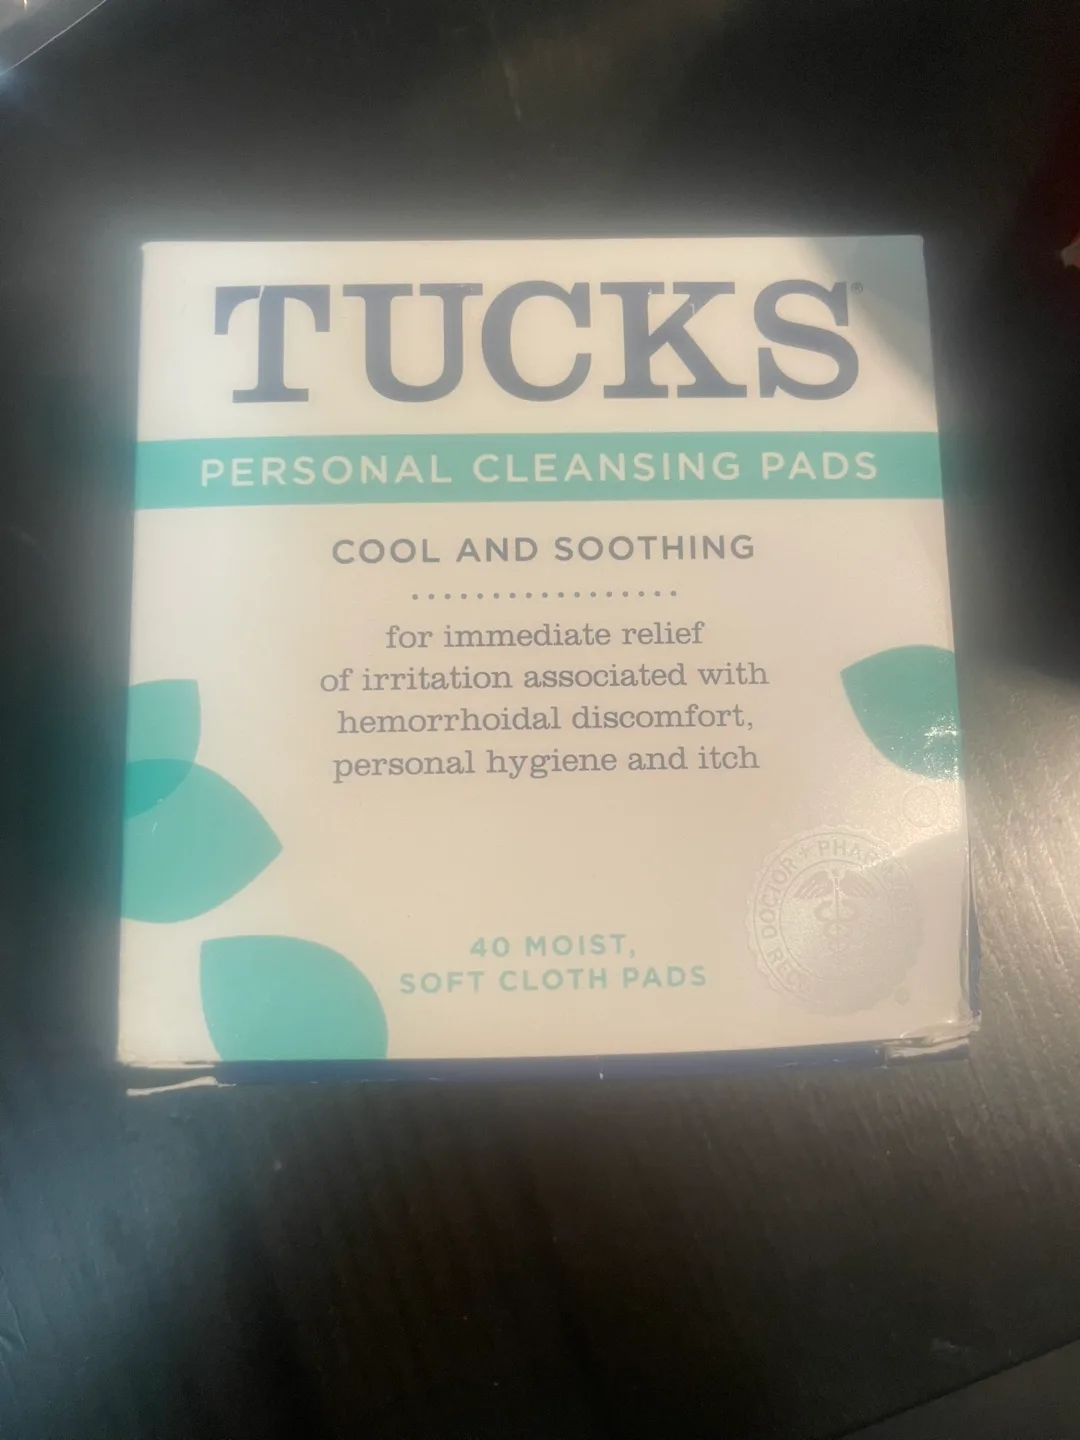 TUCKS®
PERSONAL CLEANSING PADS
COOL AND SOOTHING
for immediate relief
of irritation associated with
hemorrhoidal discomfort,
personal hygiene and itch
DOCTOR + 
40 MOIST,
SOFT CLOTH PADS